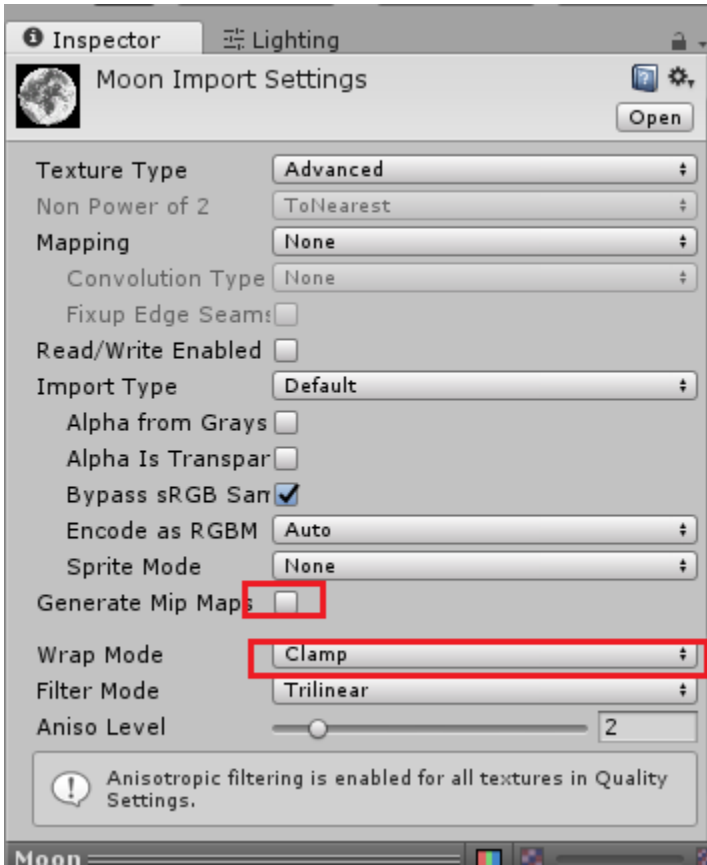 Inspector
Lighting
Moon Import Settings
Open
Texture Type Advanced
Non Power of 2 ToNearest
Mapping None
Convolution Type None
Fixup Edge Seams
Read/Write Enabled
Import Type Default
Alpha from Grays
Alpha Is Transpar
Bypass sRGB Sam
Encode as RGBM Auto
Sprite Mode None
Generate Mip Maps
Wrap Mode Clamp
Filter Mode Trilinear
Aniso Level 2
Anisotropic filtering is enabled for all textures in Quality
Settings.
Moon